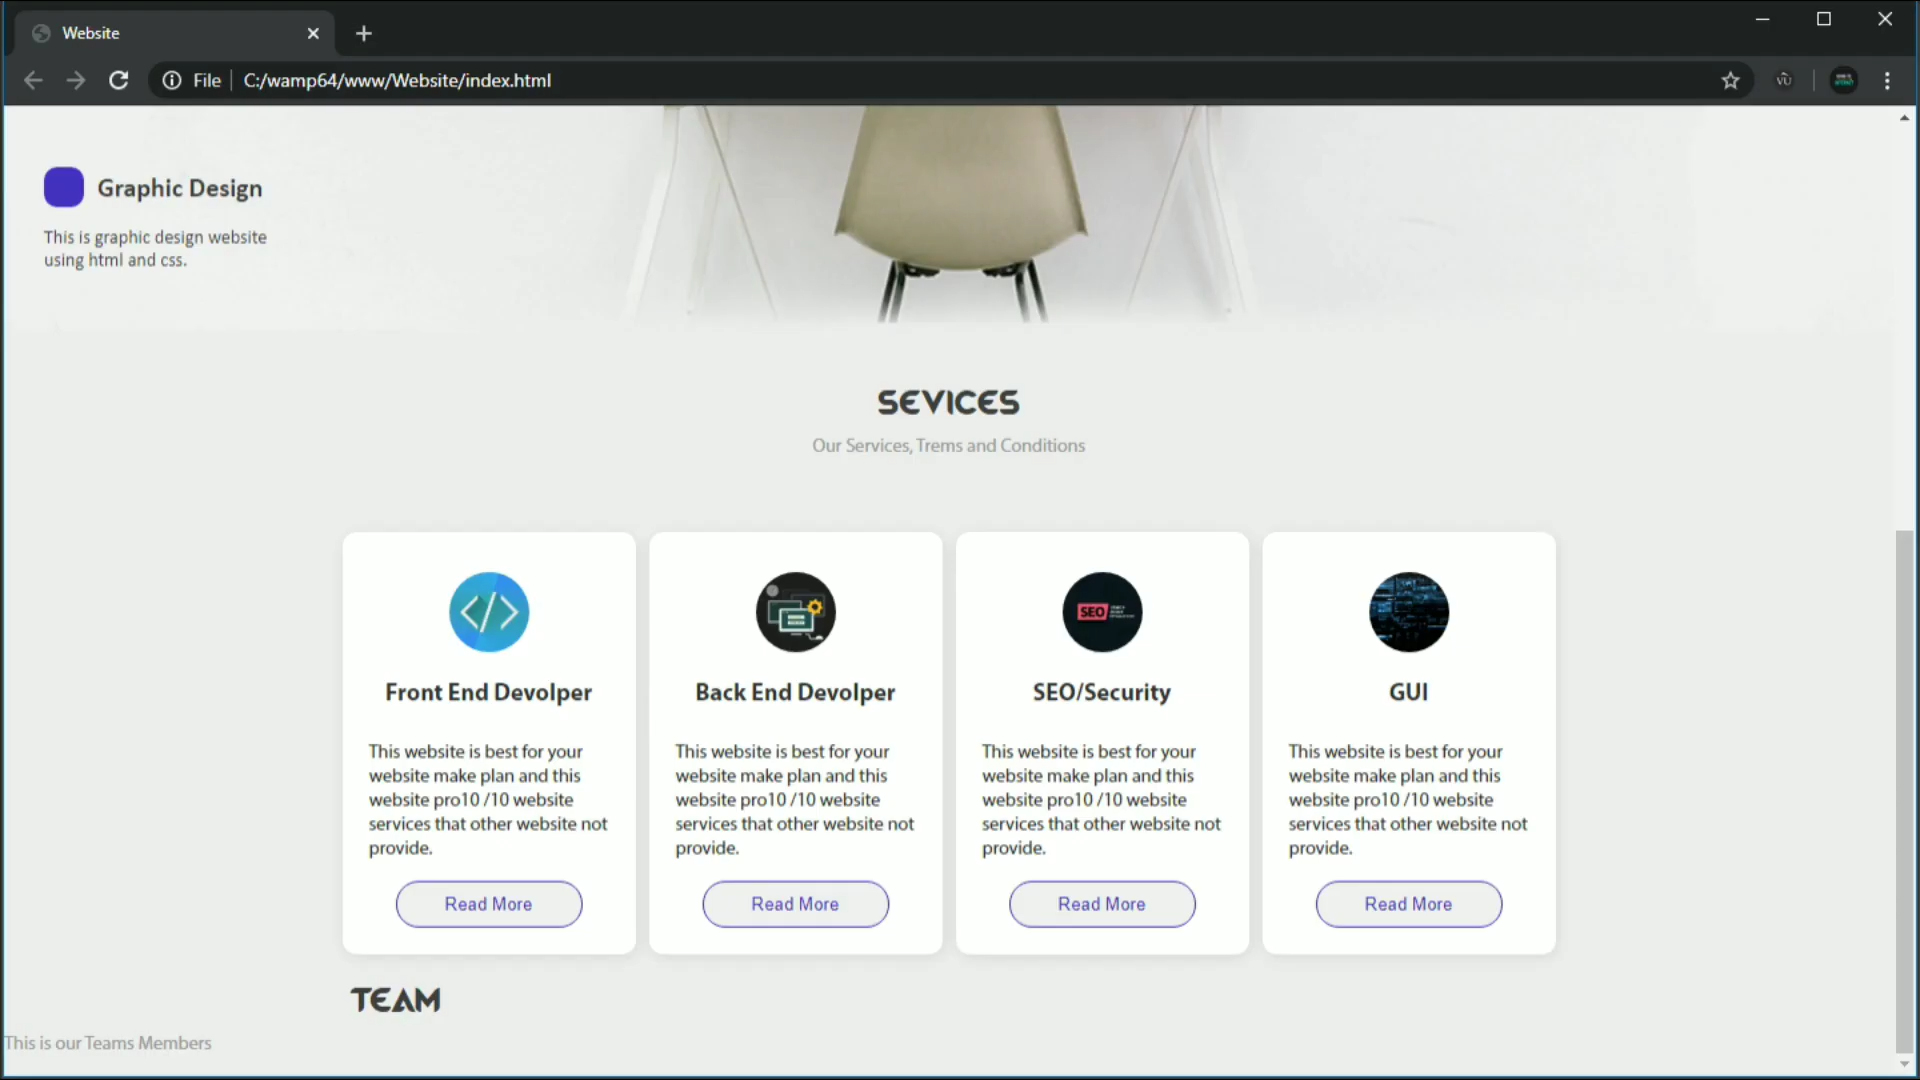 Website
File
C:/wamp64/www/Website/index.html
Graphic Design
This is graphic design website
using html and css.
SEVICES
Our Services, Trems and Conditions
SEO
Front End Devolper
Back End Devolper
SEO/Security
GUI
This website is best for your
website make plan and this
website pro10 /10 website
services that other website not
provide.
This website is best for your
website make plan and this
website pro10 /10 website
services that other website not
provide.
This website is best for your
website make plan and this
website pro10 /10 website
services that other website not
provide.
This website is best for your
website make plan and this
website pro10 /10 website
services that other website not
provide.
Read More
Read More
Read More
Read More
TEAM
This is our Teams Members